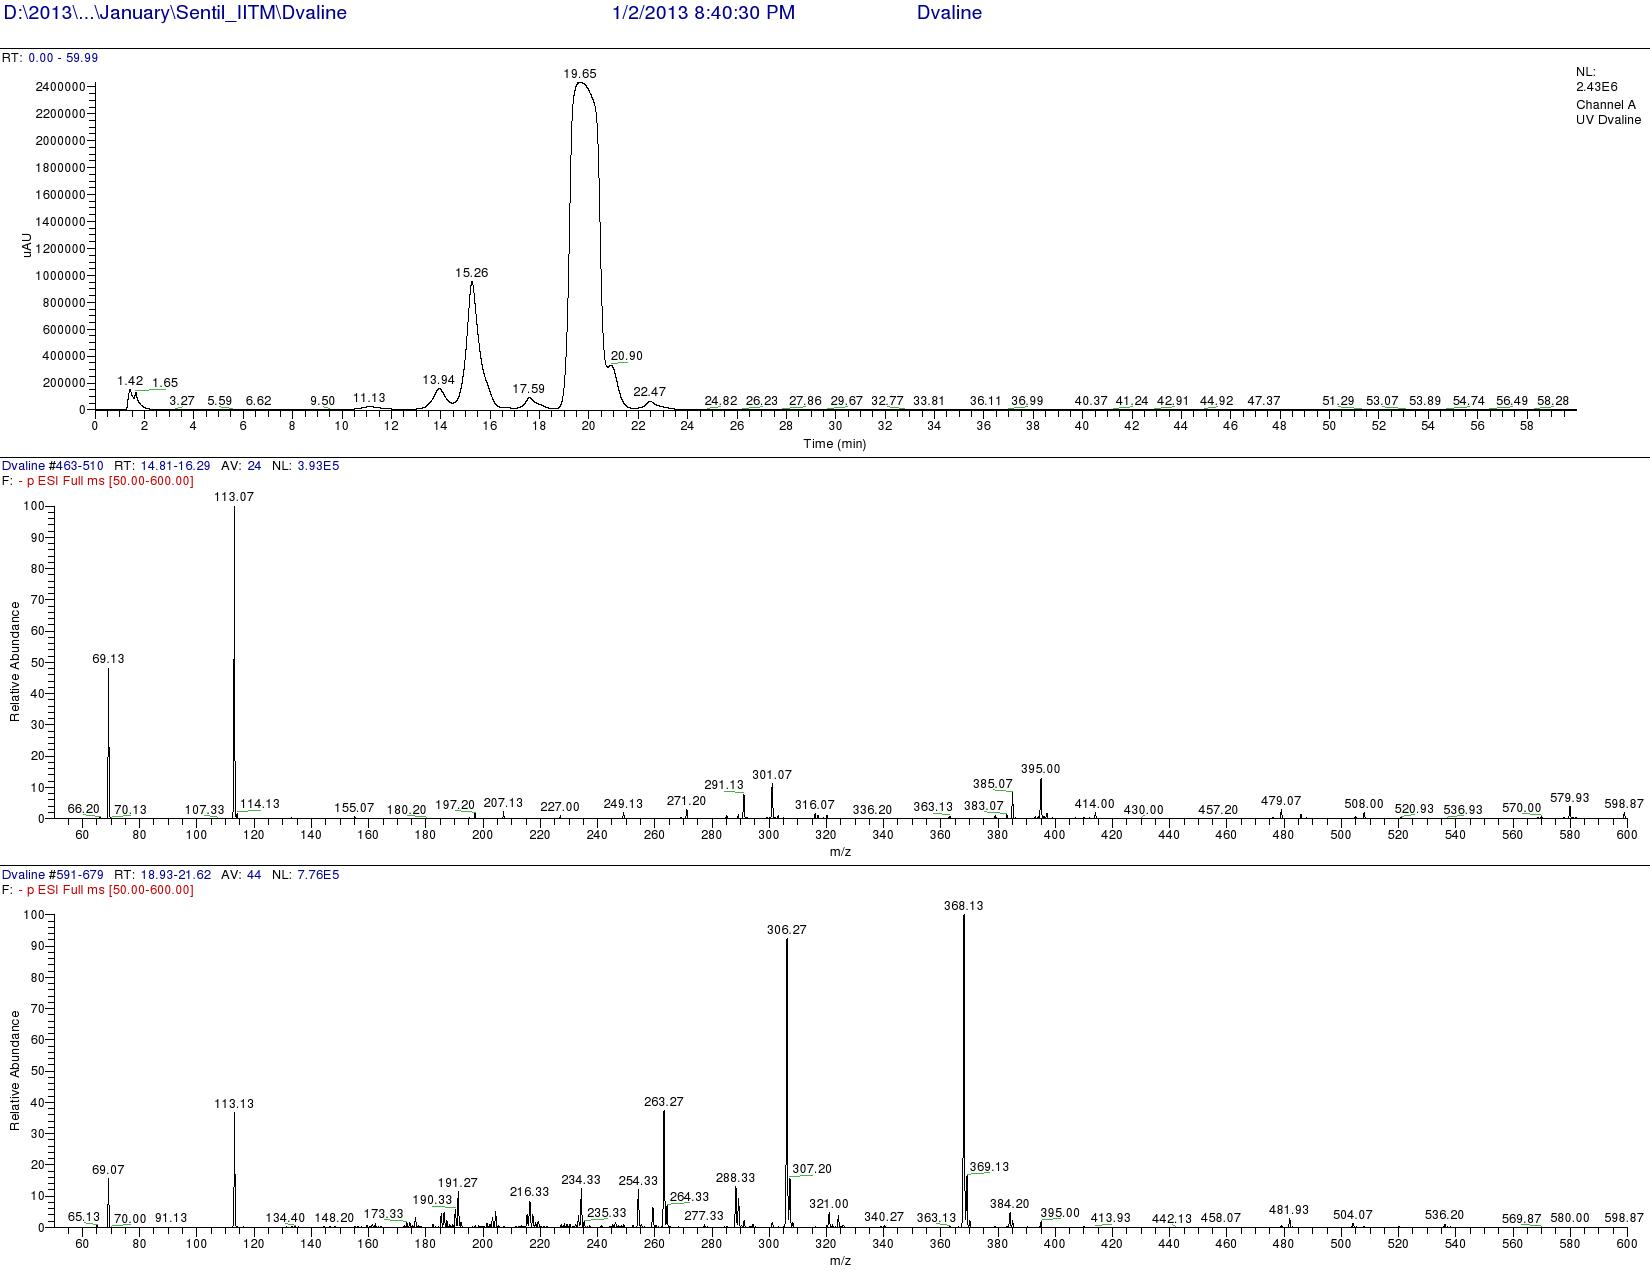 D:\2013\...\January\Sentil_IITM\Dvaline 1/2/2013 8:40:30 PM Dvaline
RT: 0.00 - 59.99
NL:
2.43E6
Channel A
UV Dvaline
19.65
2400000
2200000
2000000
1800000
1600000
1400000
1200000
1000000
800000
600000
400000
200000
0
uAU
15.26
20.90
13.94
17.59
22.47
1.42 1.65
3.27 5.59 6.62 9.50 11.13 24.82 26.23 27.86 29.67 32.77 33.81 36.11 36.99 40.37 41.24 42.91 44.92 47.37 51.29 53.07 53.89 54.74 56.49 58.28
0 2 4 6 8 10 12 14 16 18 20 22 24 26 28 30 32 34 36 38 40 42 44 46 48 50 52 54 56 58
Time (min)
Dvaline #463-510 RT: 14.81-16.29 AV: 24 NL: 3.93E5
F: - p ESI Full ms [50.00-600.00]
113.07
100
90
80
70
60
50
40
30
20
10
0
Relative Abundance
69.13
395.00
301.07
385.07
291.13
66.20 70.13 107.33 114.13 155.07 180.20 197.20 207.13 227.00 249.13 271.20 316.07 336.20 363.13 383.07 414.00 430.00 457.20 479.07 508.00 520.93 536.93 570.00 579.93 598.87
60 80 100 120 140 160 180 200 220 240 260 280 300 320 340 360 380 400 420 440 460 480 500 520 540 560 580 600
m/z
Dvaline #591-679 RT: 18.93-21.62 AV: 44 NL: 7.76E5
F: - p ESI Full ms [50.00-600.00]
368.13
306.27
100
90
80
70
60
50
40
30
20
10
0
Relative Abundance
113.13
263.27
69.07
307.20
369.13
191.27
234.33
254.33
288.33
190.33
216.33
264.33
321.00
384.20
65.13 70.00 91.13 134.40 148.20 173.33 235.33 277.33 340.27 363.13 395.00 413.93 442.13 458.07 481.93 504.07 536.20 569.87 580.00 598.87
60 80 100 120 140 160 180 200 220 240 260 280 300 320 340 360 380 400 420 440 460 480 500 520 540 560 580 600
m/z